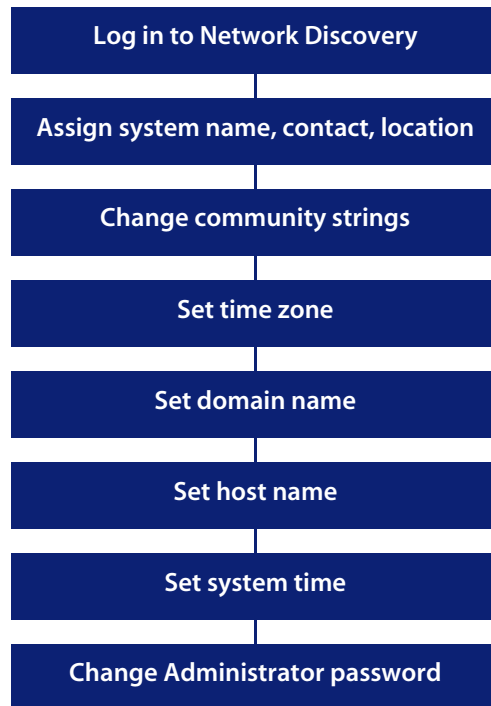 Log in to Network Discovery
Assign system name, contact, location
Change community strings
Set time zone
Set domain name
Set host name
Set system time
Change Administrator password